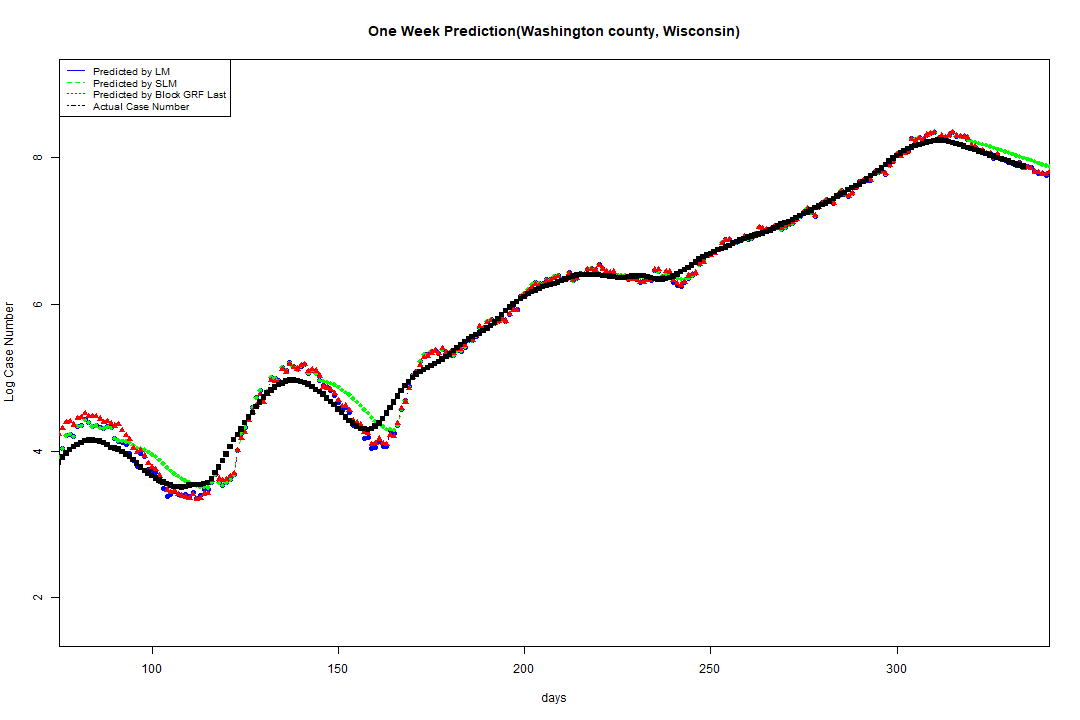 One Week Prediction(Washington county, Wisconsin)
Predicted by LM
Predicted by SLM
Predicted by Block GRF Last
Actual Case Number
8
6
4
2
Log Case Number
100 150 200 250 300
days